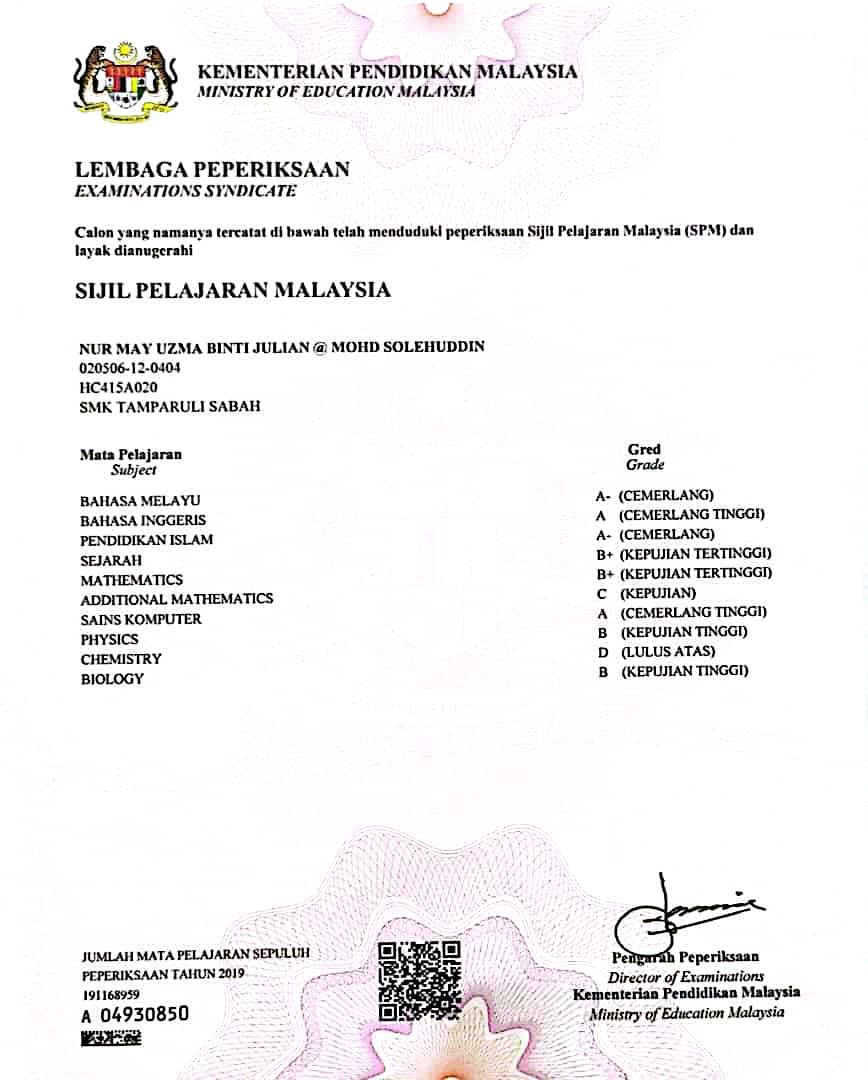 KEMENTERIAN PENDIDIKAN MALAYSIA
MINISTRY OF EDUCATION MALAYSIA
LEMBAGA PEPERIKSAAN
EXAMINATIONS SYNDICATE
Calon yang namanya tercatat di bawah telah menduduki peperiksaan Sijil Pelajaran Malaysia (SPM) dan
layak dianugerahi
SIJIL PELAJARAN MALAYSIA
NUR MAY UZMA BINTI JULIAN @ MOHD SOLEHUDDIN
020506-12-0404
HC415A020
SMK TAMPARULI SABAH
Mata Pelajaran Gred
Subject Grade
BAHASA MELAYU A- (CEMERLANG)
BAHASA INGGERIS A (CEMERLANG TINGGI)
PENDIDIKAN ISLAM A- (CEMERLANG)
SEJARAH B+ (KEPUJIAN TERTINGGI)
MATHEMATICS B+ (KEPUJIAN TERTINGGI)
ADDITIONAL MATHEMATICS C (KEPUJIAN)
SAINS KOMPUTER A (CEMERLANG TINGGI)
PHYSICS B (KEPUJIAN TINGGI)
CHEMISTRY D (LULUS ATAS)
BIOLOGY B (KEPUJIAN TINGGI)
JUMLAH MATA PELAJARAN SEPULUH
PEPERIKSAAN TAHUN 2019
191168959
A 04930850
Pengarah Peperiksaan
Director of Examinations
Kementerian Pendidikan Malaysia
Ministry of Education Malaysia